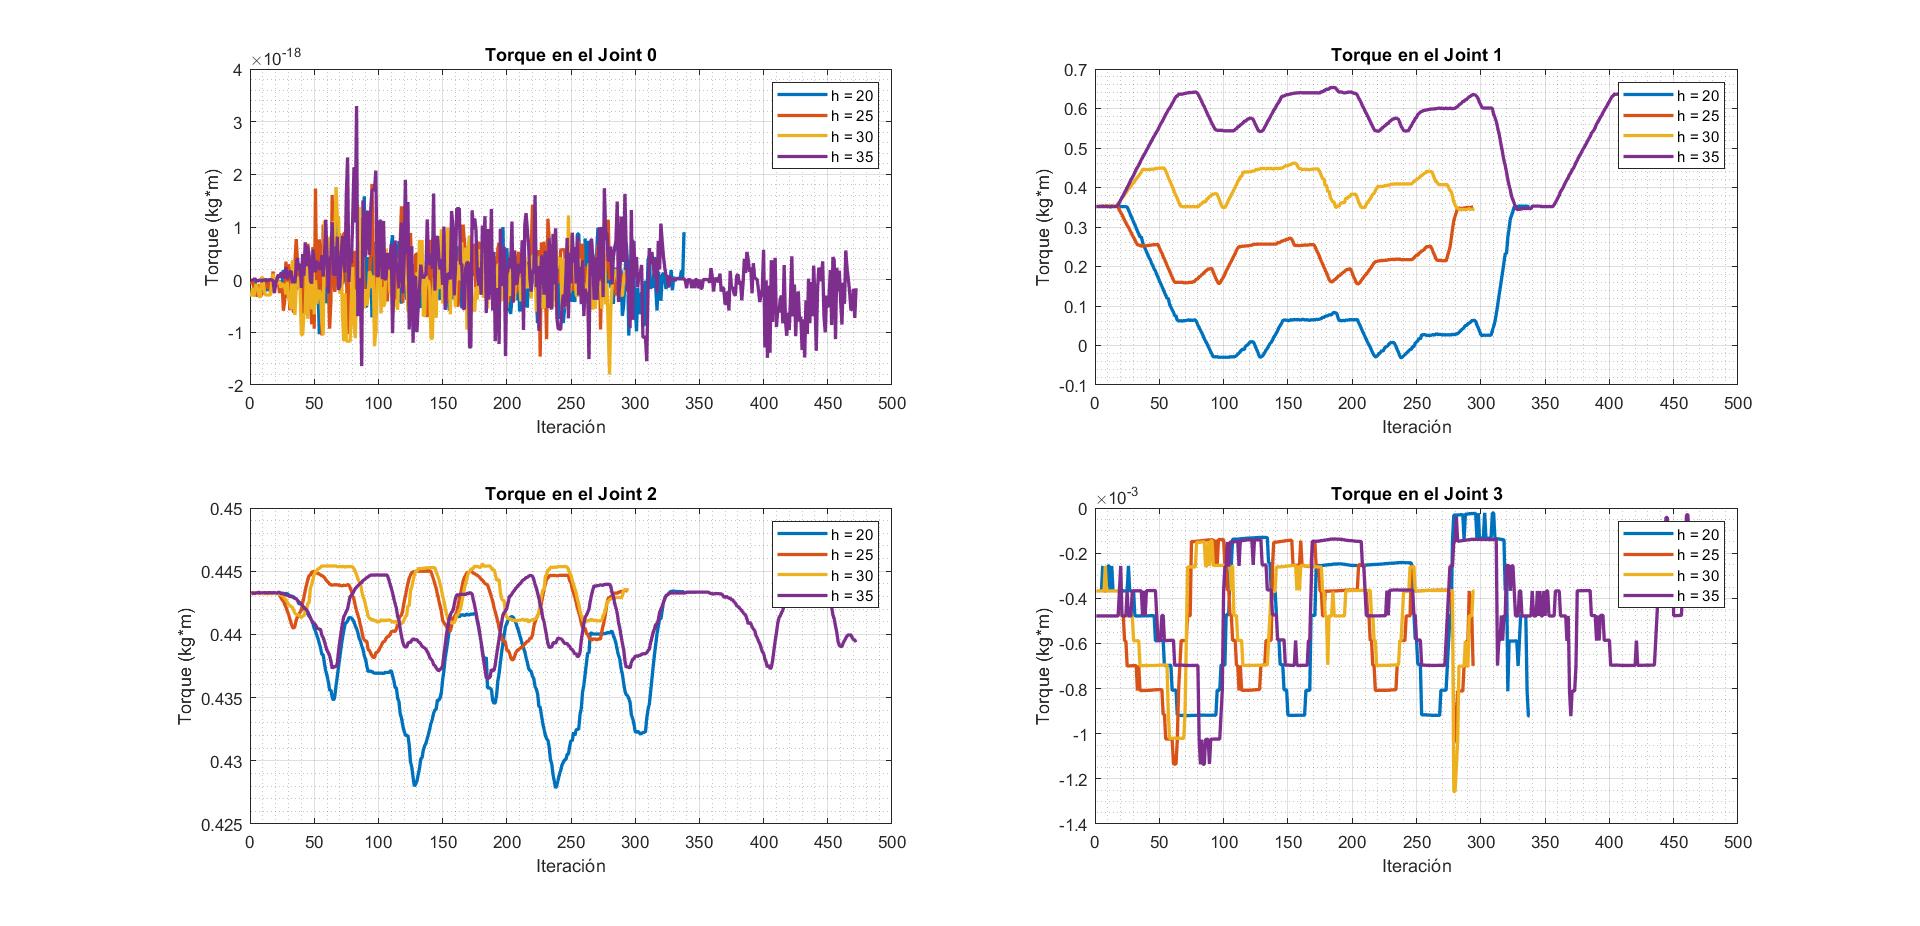 Torque en el Joint 0
×10-18
4
3
2
1
0
-1
-2
Torque (kg*m)
0 50 100 150 200 250 300 350 400 450 500
Iteración
h = 20
h = 25
h = 30
h = 35
Torque en el Joint 1
0.7
0.6
0.5
0.4
0.3
0.2
0.1
0
-0.1
Torque (kg*m)
0 50 100 150 200 250 300 350 400 450 500
Iteración
h = 20
h = 25
h = 30
h = 35
Torque en el Joint 2
0.45
0.445
0.44
0.435
0.43
0.425
Torque (kg*m)
0 50 100 150 200 250 300 350 400 450 500
Iteración
h = 20
h = 25
h = 30
h = 35
Torque en el Joint 3
×10-3
0
-0.2
-0.4
-0.6
-0.8
-1
-1.2
-1.4
Torque (kg*m)
0 50 100 150 200 250 300 350 400 450 500
Iteración
h = 20
h = 25
h = 30
h = 35